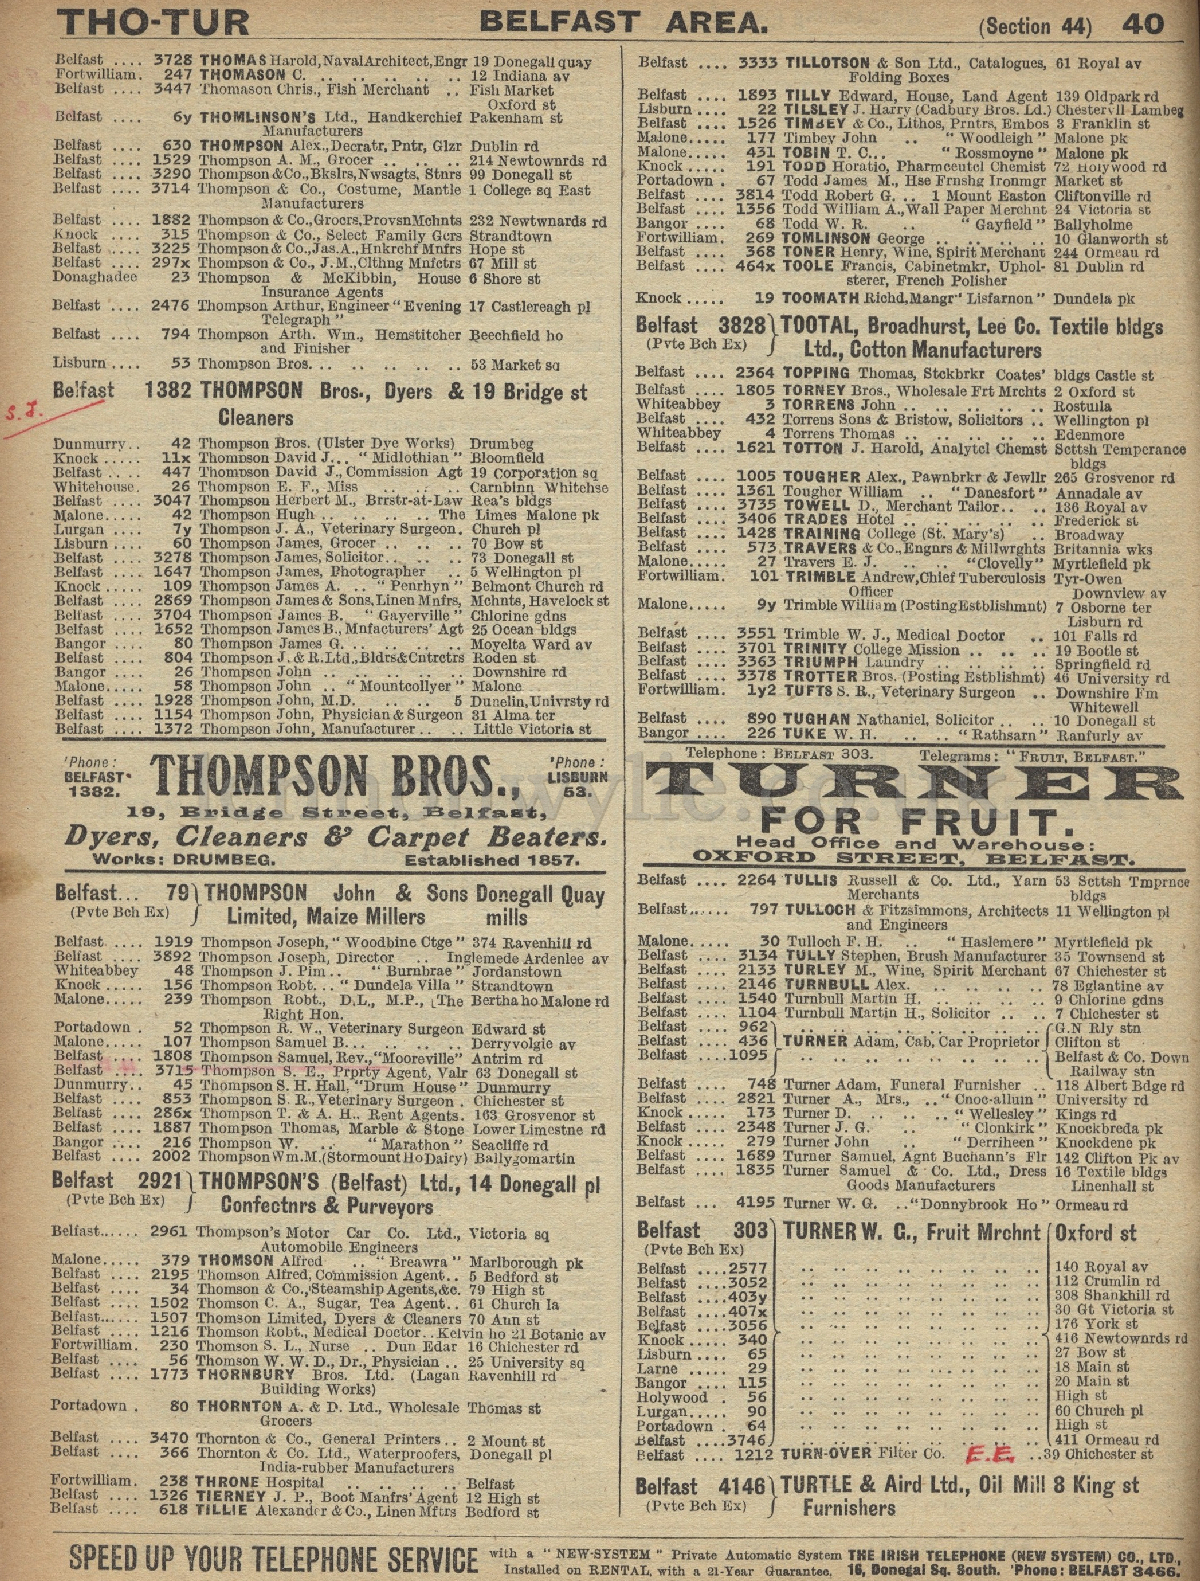 THO-TUR BELFAST AREA. (Section 44) 40
Belfast .... 3728 THOMAS Harold, Naval Architect, Engr 19 Donegall quay
Fortwilliam. 247 THOMASON C. .. .. .. .. .. 12 Indiana av
Belfast .... 3447 Thomason Chris., Fish Merchant .. Fish Market
Oxford st
Belfast .... 6y THOMLINSON'S Ltd., Handkerchief Pakenham st
Manufacturers
Belfast .... 630 THOMPSON Alex., Decratr, Pntr, Glzr Dublin rd
Belfast .... 1529 Thompson A. M., Grocer .. .. .. 214 Newtownrds rd
Belfast .... 3290 Thompson & Co., Bkslrs, Nwsagts, Stnrs 99 Donegall st
Belfast .... 3714 Thompson & Co., Costume, Mantle 1 College sq East
Manufacturers
Belfast .... 1882 Thompson & Co., Grocrs, Provsn Mchnts 232 Newtwnards rd
Knock ..... 315 Thompson & Co., Select Family Gcrs Strandtown
Belfast .... 3225 Thompson & Co., Jas. A., Hnkrchf Mnfrs Hope st
Belfast .... 297x Thompson & Co., J. M., Clthng Mnfctrs 67 Mill st
Donaghadee 23 Thompson & McKibbin, House 6 Shore st
Insurance Agents
Belfast .... 2476 Thompson Arthur, Engineer "Evening 17 Castlereagh pl
Telegraph"
Belfast .... 794 Thompson Arth. Wm., Hemstitcher Beechfield ho
and Finisher
Lisburn .... 53 Thompson Bros. .. .. .. .. .. 53 Market sq
Belfast 1382 THOMPSON Bros., Dyers & 19 Bridge st
Cleaners
S. J.
Dunmurry.. 42 Thompson Bros. (Ulster Dye Works) Drumbeg
Knock ..... 11x Thompson David J. .. "Midlothian" Bloomfield
Belfast .... 447 Thompson David J., Commission Agt 19 Corporation sq
Whitehouse. 26 Thompson E. F., Miss .. .. .. Carnbinn Whitehse
Belfast .... 3047 Thompson Herbert M., Brrstr-at-Law Rea's bldgs
Malone..... 42 Thompson Hugh .. .. .. .. The Limes Malone pk
Lurgan .... 7y Thompson J. A., Veterinary Surgeon. Church pl
Lisburn .... 60 Thompson James, Grocer .. .. .. 70 Bow st
Belfast .... 3278 Thompson James, Solicitor.. .. .. 73 Donegall st
Belfast .... 1647 Thompson James, Photographer .. 5 Wellington pl
Knock ..... 109 Thompson James A. .. "Penrhyn" Belmont Church rd
Belfast .... 2869 Thompson James & Sons, Linen Mnfrs, Mchnts, Havelock st
Belfast .... 3704 Thompson James B. "Gayerville" Chlorine gdns
Belfast .... 1652 Thompson James B., Mnfacturers' Agt 25 Ocean bldgs
Bangor .... 80 Thompson James G. .. .. .. .. Moyelta Ward av
Belfast .... 804 Thompson J. & R. Ltd., Bldrs & Cntrctrs Roden st
Bangor .... 26 Thompson John .. .. .. .. .. Downshire rd
Malone..... 58 Thompson John .. "Mountcollyer" Malone
Belfast .... 1928 Thompson John, M.D. .. .. .. 5 Dunelin, Univrsty rd
Belfast .... 1154 Thompson John, Physician & Surgeon 31 Alma ter
Belfast .... 1372 Thompson John, Manufacturer .. .. Little Victoria st
'Phone: BELFAST 1382. THOMPSON BROS., 'Phone: LISBURN 53.
19, Bridge Street, Belfast,
Dyers, Cleaners & Carpet Beaters.
Works: DRUMBEG. Established 1857.
Belfast... 79 THOMPSON John & Sons Donegall Quay
(Pvte Bch Ex) Limited, Maize Millers mills
Belfast .... 1919 Thompson Joseph, "Woodbine Ctge" 374 Ravenhill rd
Belfast .... 3892 Thompson Joseph, Director .. Inglemede Ardenlee av
Whiteabbey 48 Thompson J. Pim.. "Burnbrae" Jordanstown
Knock ..... 156 Thompson Robt. .. "Dundela Villa" Strandtown
Malone..... 239 Thompson Robt., D.L., M.P., The Bertha ho Malone rd
Right Hon.
Portadown . 52 Thompson R. W., Veterinary Surgeon Edward st
Malone..... 107 Thompson Samuel B. .. .. .. .. Derryvolgie av
Belfast .... 1808 Thompson Samuel, Rev., "Mooreville" Antrim rd
Belfast .... 3715 Thompson S. E., Prprty Agent, Valr 63 Donegall st
Dunmurry.. 45 Thompson S. H. Hall, "Drum House" Dunmurry
Belfast .... 853 Thompson S. R., Veterinary Surgeon . Chichester st
Belfast .... 286x Thompson T. & A. H., Rent Agents. 163 Grosvenor st
Belfast .... 1887 Thompson Thomas, Marble & Stone Lower Limestne rd
Bangor .... 216 Thompson W. .. .. "Marathon" Seacliffe rd
Belfast .... 2002 Thompson Wm. M. (Stormount Ho Dairy) Ballygomartin
Belfast 2921 THOMPSON'S (Belfast) Ltd., 14 Donegall pl
(Pvte Bch Ex) Confectnrs & Purveyors
Belfast...... 2961 Thompson's Motor Car Co. Ltd., Victoria sq
Automobile Engineers
Malone..... 379 THOMSON Alfred .. .. "Breawra" Marlborough pk
Belfast .... 2195 Thomson Alfred, Commission Agent.. 5 Bedford st
Belfast .... 34 Thomson & Co., Steamship Agents, &c. 79 High st
Belfast .... 1502 Thomson C. A., Sugar, Tea Agent.. 61 Church la
Belfast...... 1507 Thomson Limited, Dyers & Cleaners 70 Ann st
Belfast .... 1216 Thomson Robt., Medical Doctor.. Kelvin ho 21 Botanic av
Fortwilliam. 230 Thomson S. L., Nurse .. Dun Edar 16 Chichester rd
Belfast .... 56 Thomson W. W. D., Dr., Physician .. 25 University sq
Belfast .... 1773 THORNBURY Bros. Ltd. (Lagan Ravenhill rd
Building Works)
Portadown . 80 THORNTON A. & D. Ltd., Wholesale Thomas st
Grocers
Belfast .... 3470 Thornton & Co., General Printers .. 2 Mount st
Belfast .... 366 Thornton & Co. Ltd., Waterproofers, Donegall pl
India-rubber Manufacturers
Fortwilliam. 238 THRONE Hospital .. .. .. .. Belfast
Belfast .... 1326 TIERNEY J. P., Boot Manfrs' Agent 12 High st
Belfast .... 618 TILLIE Alexander & Co., Linen Mftrs Bedford st
Belfast .... 3333 TILLOTSON & Son Ltd., Catalogues, 61 Royal av
Folding Boxes
Belfast .... 1893 TILLY Edward, House, Land Agent 139 Oldpark rd
Lisburn .... 22 TILSLEY J. Harry (Cadbury Bros. Ld.) Chestervll Lambeg
Belfast .... 1526 TIMBEY & Co., Lithos, Prntrs, Embos 3 Franklin st
Malone..... 177 Timbey John .. .. "Woodleigh" Malone pk
Malone..... 431 TOBIN T. C. .. .. "Rossmoyne" Malone pk
Knock ..... 191 TODD Horatio, Pharmceutcl Chemist 72 Holywood rd
Portadown . 67 Todd James M., Hse Frnshg Ironmgr Market st
Belfast .... 3814 Todd Robert G. .. 1 Mount Easton Cliftonville rd
Belfast .... 1356 Todd William A., Wall Paper Merchnt 24 Victoria st
Bangor .... 68 Todd W. R. .. .. "Gayfield" Ballyholme
Fortwilliam. 269 TOMLINSON George .. .. .. .. 10 Glanworth st
Belfast .... 368 TONER Henry, Wine, Spirit Merchant 244 Ormeau rd
Belfast .... 464x TOOLE Francis, Cabinetmkr, Uphol- 81 Dublin rd
sterer, French Polisher
Knock ..... 19 TOOMATH Richd, Mangr "Lisfarnon" Dundela pk
Belfast 3828 TOOTAL, Broadhurst, Lee Co. Textile bldgs
(Pvte Bch Ex) Ltd., Cotton Manufacturers
Belfast .... 2364 TOPPING Thomas, Stckbrkr Coates' bldgs Castle st
Belfast .... 1805 TORNEY Bros., Wholesale Frt Mrchts 2 Oxford st
Whiteabbey 3 TORRENS John .. .. .. .. .. Rostulla
Belfast .... 432 Torrens Sons & Bristow, Solicitors .. Wellington pl
Whiteabbey 4 Torrens Thomas .. .. .. .. .. Edenmore
Belfast .... 1621 TOTTON J. Harold, Analytcl Chemst Scttsh Temperance
bldgs
Belfast .... 1005 TOUGHER Alex., Pawnbrkr & Jewllr 265 Grosvenor rd
Belfast .... 1361 Tougher William .. .. "Danesfort" Annadale av
Belfast .... 3735 TOWELL D., Merchant Tailor.. .. 136 Royal av
Belfast .... 3406 TRADES Hotel .. .. .. .. .. Frederick st
Belfast .... 1428 TRAINING College (St. Mary's) .. Broadway
Belfast .... 573 TRAVERS & Co., Engnrs & Millwrghts Britannia wks
Malone..... 27 Travers E. J. .. .. "Clovelly" Myrtlefield pk
Fortwilliam. 101 TRIMBLE Andrew, Chief Tuberculosis Tyr-Owen
Officer Downview av
Malone..... 9y Trimble William (Posting Estblishmnt) 7 Osborne ter
Lisburn rd
Belfast .... 3551 Trimble W. J., Medical Doctor .. 101 Falls rd
Belfast .... 3701 TRINITY College Mission .. .. .. 19 Bootle st
Belfast .... 3363 TRIUMPH Laundry .. .. .. .. Springfield rd
Belfast .... 3378 TROTTER Bros. (Posting Estblishmt) 46 University rd
Fortwilliam. 1y2 TUFTS S. R., Veterinary Surgeon .. Downshire Fm
Whitewell
Belfast .... 890 TUGHAN Nathaniel, Solicitor .. .. 10 Donegall st
Bangor .... 226 TUKE W. H. .. .. "Rathsarn" Ranfurly av
Telephone: BELFAST 303. Telegrams: "FRUIT, BELFAST."
TURNER
FOR FRUIT.
Head Office and Warehouse:
OXFORD STREET, BELFAST.
Belfast .... 2264 TULLIS Russell & Co. Ltd., Yarn 53 Scttsh Tmprnce
Merchants bldgs
Belfast...... 797 TULLOCH & Fitzsimmons, Architects 11 Wellington pl
and Engineers
Malone..... 30 Tulloch F. H. .. .. "Haslemere" Myrtlefield pk
Belfast .... 3134 TULLY Stephen, Brush Manufacturer 35 Townsend st
Belfast .... 2133 TURLEY M., Wine, Spirit Merchant 67 Chichester st
Belfast .... 2146 TURNBULL Alex. .. .. .. .. 78 Eglantine av
Belfast .... 1540 Turnbull Martin H. .. .. .. .. 9 Chlorine gdns
Belfast .... 1104 Turnbull Martin H., Solicitor .. .. 7 Chichester st
Belfast .... 962 .. .. .. .. .. G.N Rly stn
Belfast .... 436 TURNER Adam, Cab, Car Proprietor Clifton st
Belfast ....1095 .. .. .. .. .. Belfast & Co. Down
Railway stn
Belfast .... 748 Turner Adam, Funeral Furnisher .. 118 Albert Bdge rd
Belfast .... 2821 Turner A., Mrs., .. "Cnoc-alluin" University rd
Knock ..... 173 Turner D. .. .. .. "Wellesley" Kings rd
Belfast .... 2348 Turner J. G. .. .. "Clonkirk" Knockbreda pk
Knock ..... 279 Turner John .. .. "Derriheen" Knockdene pk
Belfast .... 1689 Turner Samuel, Agnt Buchann's Flr 142 Clifton Pk av
Belfast .... 1835 Turner Samuel & Co. Ltd., Dress 16 Textile bldgs
Goods Manufacturers Linenhall st
Belfast .... 4195 Turner W. G. .. "Donnybrook Ho" Ormeau rd
Belfast 303 TURNER W. G., Fruit Mrchnt Oxford st
(Pvte Bch Ex)
Belfast ....2577 .. .. .. .. .. 140 Royal av
Belfast ....3052 .. .. .. .. .. 112 Crumlin rd
Belfast ....403y .. .. .. .. .. 308 Shankhill rd
Belfast ....407x .. .. .. .. .. 30 Gt Victoria st
Belfast ....3056 .. .. .. .. .. 176 York st
Knock ..... 340 .. .. .. .. .. 416 Newtownrds rd
Lisburn .... 65 .. .. .. .. .. 27 Bow st
Larne ..... 29 .. .. .. .. .. 18 Main st
Bangor .... 115 .. .. .. .. .. 20 Main st
Holywood . 56 .. .. .. .. .. High st
Lurgan..... 90 .. .. .. .. .. 60 Church pl
Portadown . 64 .. .. .. .. .. High st
Belfast ....3746 .. .. .. .. .. 411 Ormeau rd
Belfast .... 1212 TURN-OVER Filter Co. E.E. .. 39 Chichester st
Belfast 4146 TURTLE & Aird Ltd., Oil Mill 8 King st
(Pvte Bch Ex) Furnishers
SPEED UP YOUR TELEPHONE SERVICE with a "NEW-SYSTEM" Private Automatic System THE IRISH TELEPHONE (NEW SYSTEM) CO., LTD.,
Installed on RENTAL, with a 21-Year Guarantee. 16, Donegal Sq. South. 'Phone: BELFAST 3466.